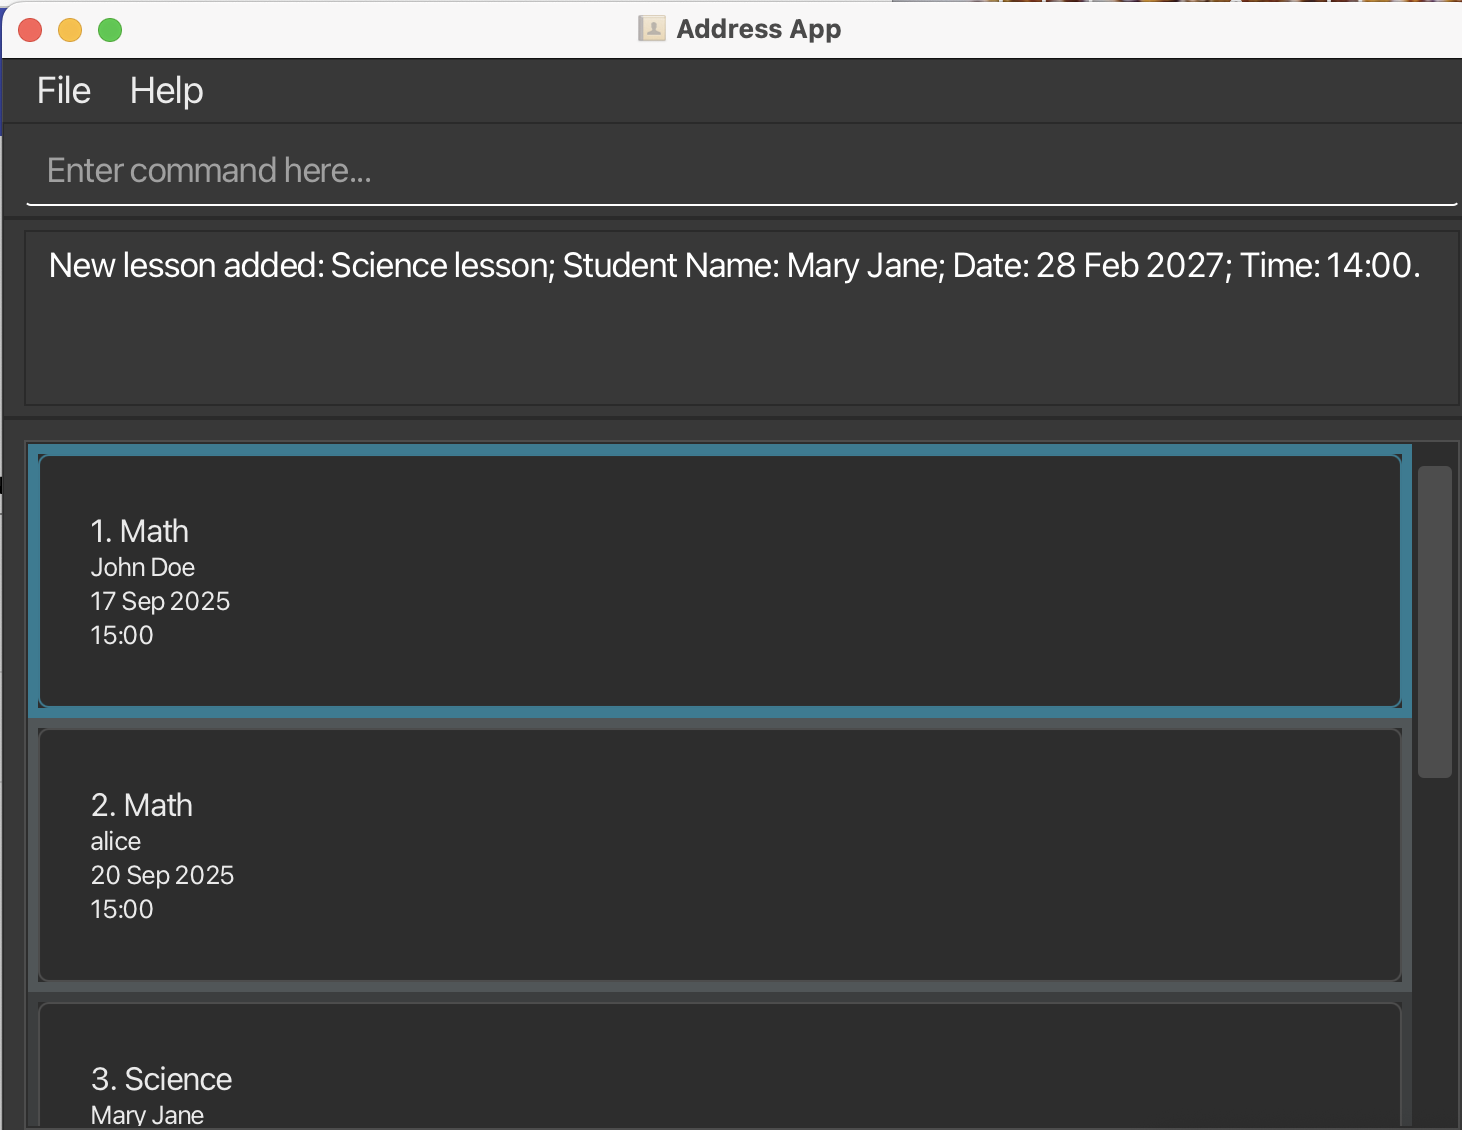 Address App
File Help
Enter command here...
New lesson added: Science lesson; Student Name: Mary Jane; Date: 28 Feb 2027; Time: 14:00.
1. Math
John Doe
17 Sep 2025
15:00
2. Math
alice
20 Sep 2025
15:00
3. Science
Mary Jane